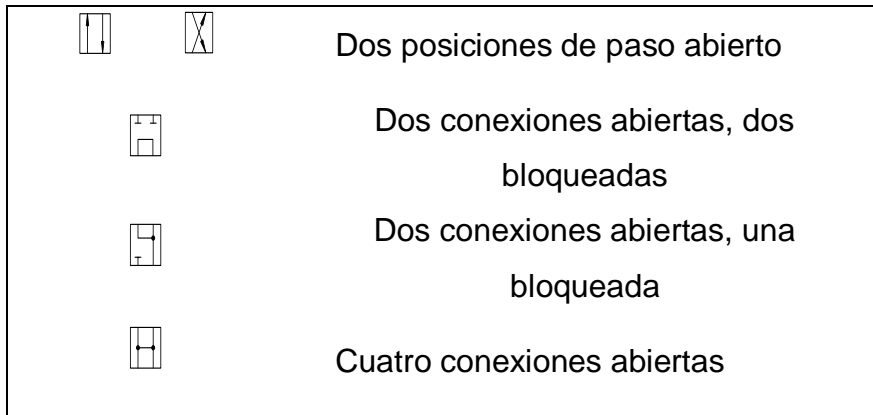 Dos posiciones de paso abierto
Dos conexiones abiertas, dos
bloqueadas
Dos conexiones abiertas, una
bloqueada
Cuatro conexiones abiertas